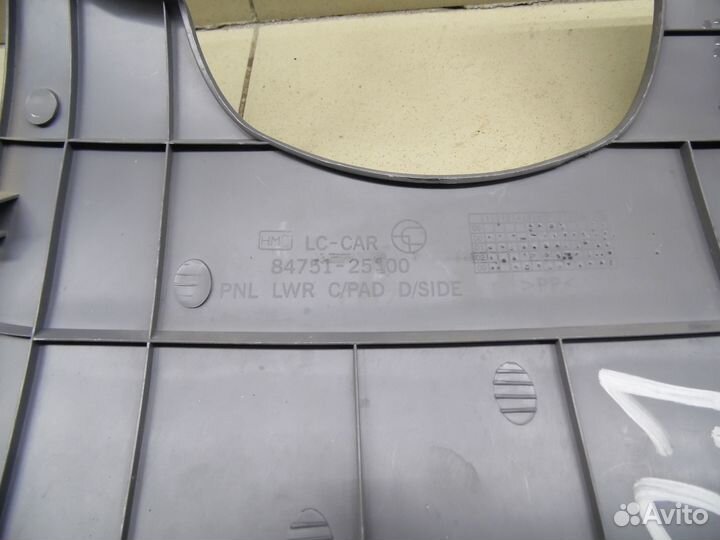 HMC LC-CAR
84751-25100
PNL LWR C/PAD D/SIDE
>PP<
Avito